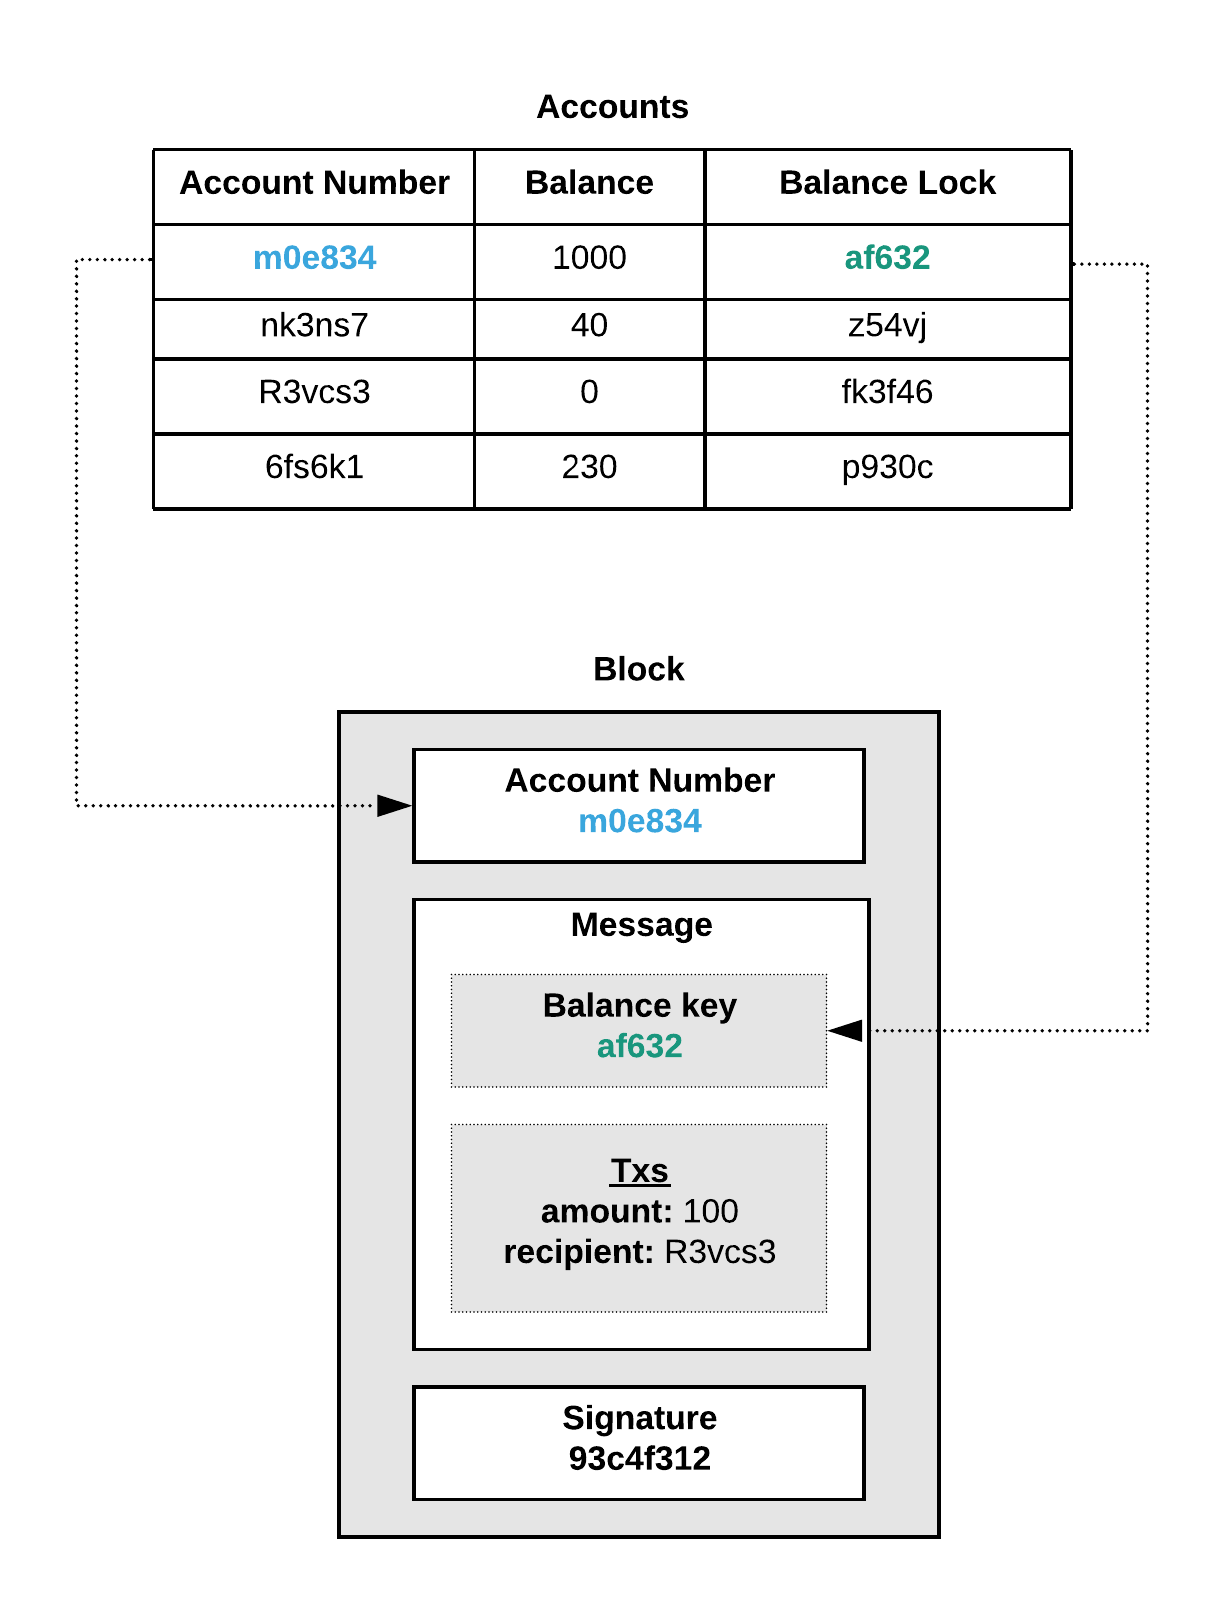 Accounts
Account Number Balance Balance Lock
m0e834 1000 af632
nk3ns7 40 z54vj
R3vcs3 0 fk3f46
6fs6k1 230 p930c
Block
Account Number
m0e834
Message
Balance key
af632
Txs
amount: 100
recipient: R3vcs3
Signature
93c4f312